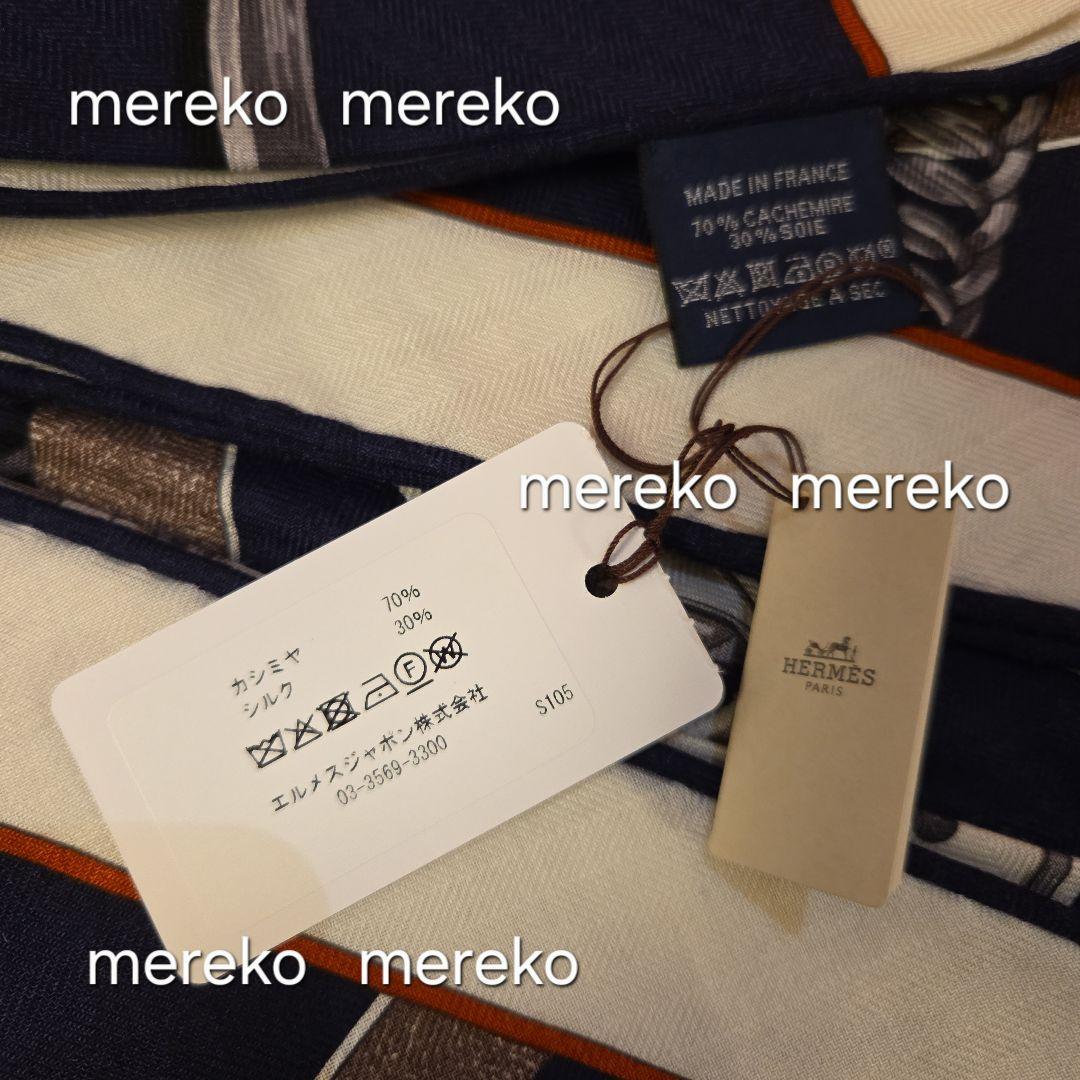 mereko mereko
MADE IN FRANCE
70% CACHEMIRE
30% SOIE
NETTOYAGE A SEC
mereko mereko
カシミヤ 70%
シルク 30%
F W
エルメスジャポン株式会社
03-3569-3300
S105
HERMÈS
PARIS
mereko mereko